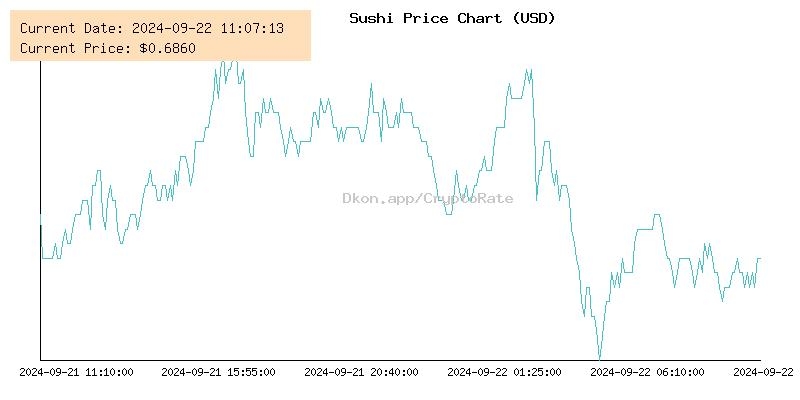 Sushi Price Chart (USD)
Current Date: 2024-09-22 11:07:13
Current Price: $0.6860
Dkon.app/CryptoRate
2024-09-21 11:10:00 2024-09-21 15:55:00 2024-09-21 20:40:00 2024-09-22 01:25:00 2024-09-22 06:10:00 2024-09-22